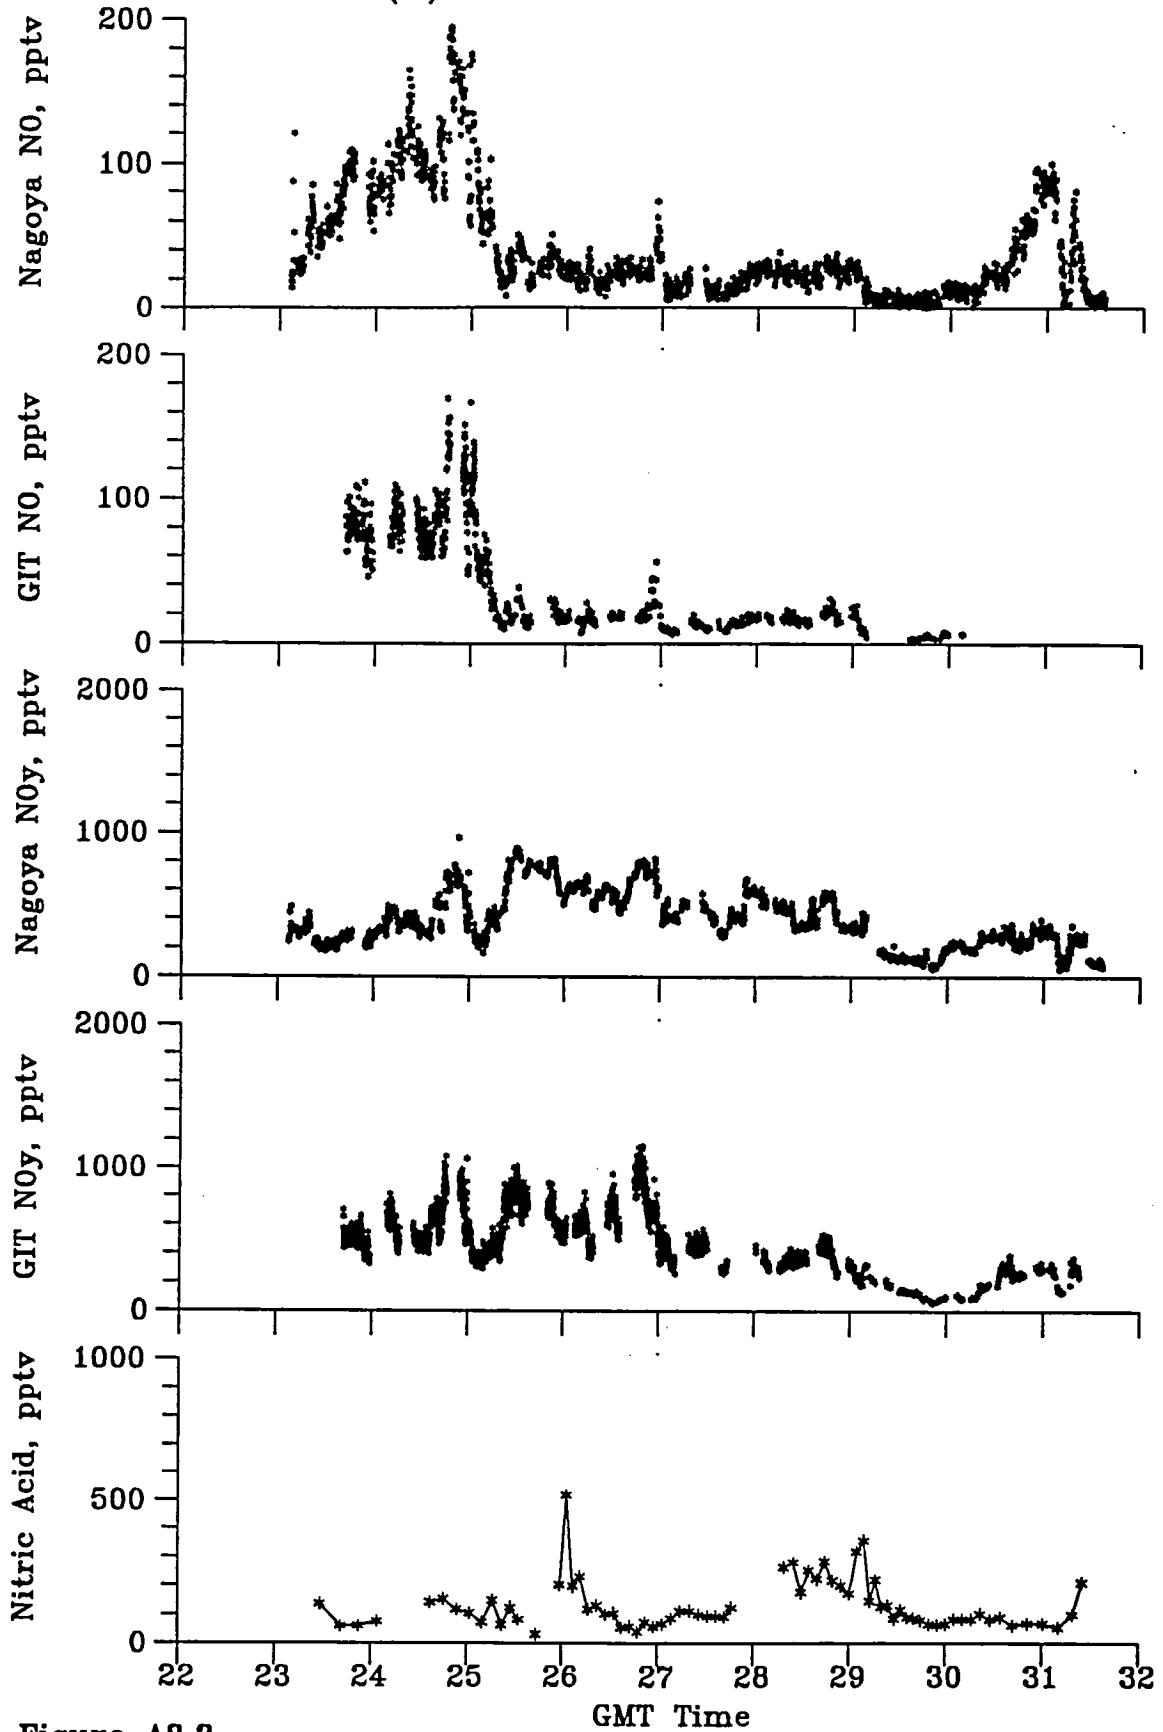 200
100
0
Nagoya NO, pptv
200
100
0
GIT NO, pptv
2000
1000
0
Nagoya NOy, pptv
2000
1000
0
GIT NOy, pptv
1000
500
0
Nitric Acid, pptv
22 23 24 25 26 27 28 29 30 31 32
GMT Time